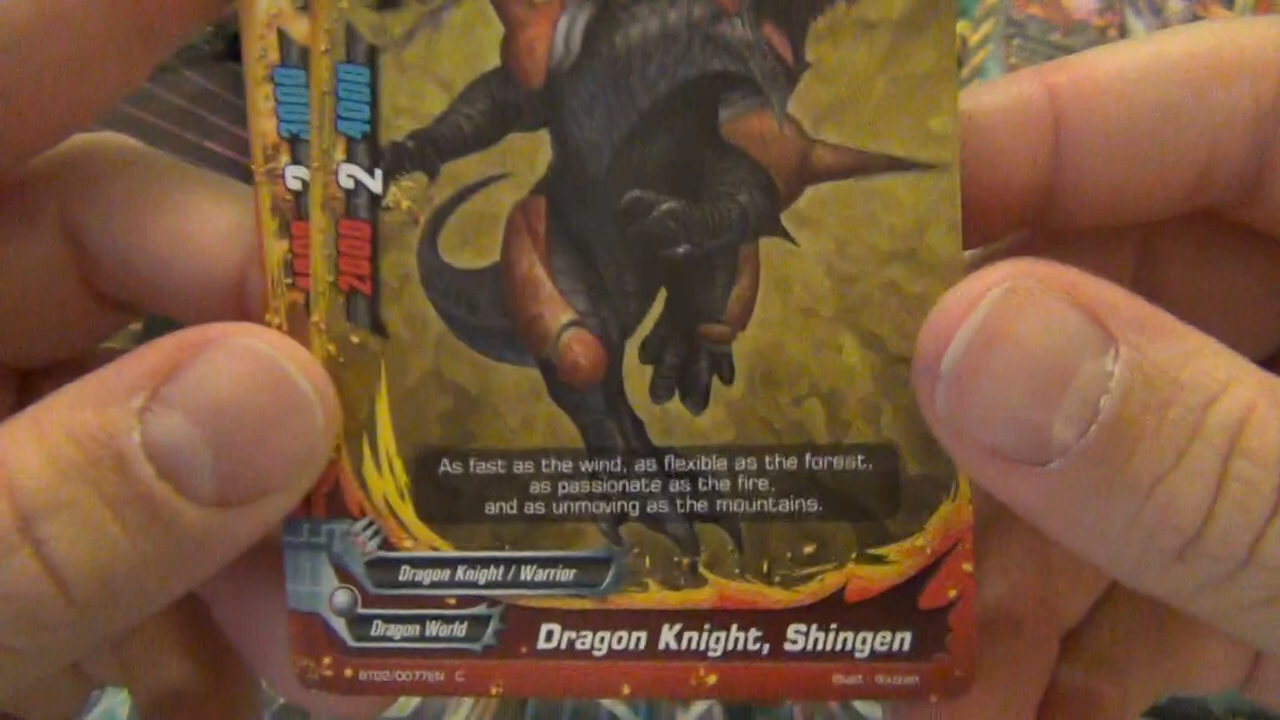 3000
2
4000
2
2000
As fast as the wind, as flexible as the forest,
as passionate as the fire,
and as unmoving as the mountains.
Dragon Knight / Warrior
Dragon World
Dragon Knight, Shingen
BT02/0077EN C
Illust